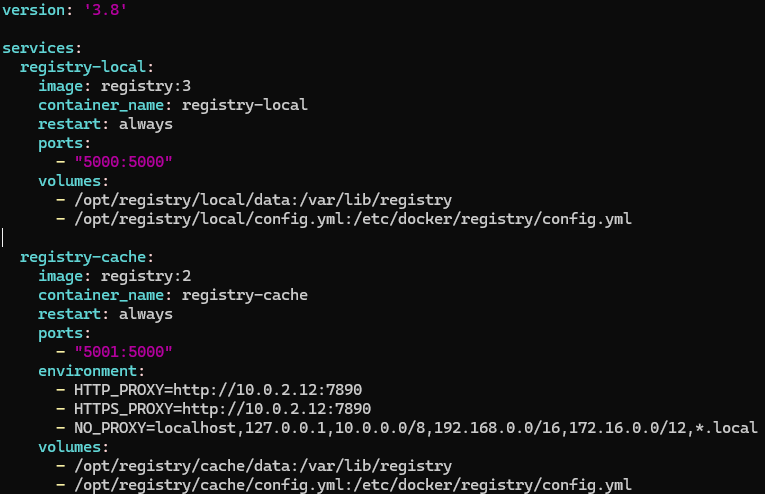 version: '3.8'

services:
  registry-local:
    image: registry:3
    container_name: registry-local
    restart: always
    ports:
      - "5000:5000"
    volumes:
      - /opt/registry/local/data:/var/lib/registry
      - /opt/registry/local/config.yml:/etc/docker/registry/config.yml

  registry-cache:
    image: registry:2
    container_name: registry-cache
    restart: always
    ports:
      - "5001:5000"
    environment:
      - HTTP_PROXY=http://10.0.2.12:7890
      - HTTPS_PROXY=http://10.0.2.12:7890
      - NO_PROXY=localhost,127.0.0.1,10.0.0.0/8,192.168.0.0/16,172.16.0.0/12,*.local
    volumes:
      - /opt/registry/cache/data:/var/lib/registry
      - /opt/registry/cache/config.yml:/etc/docker/registry/config.yml